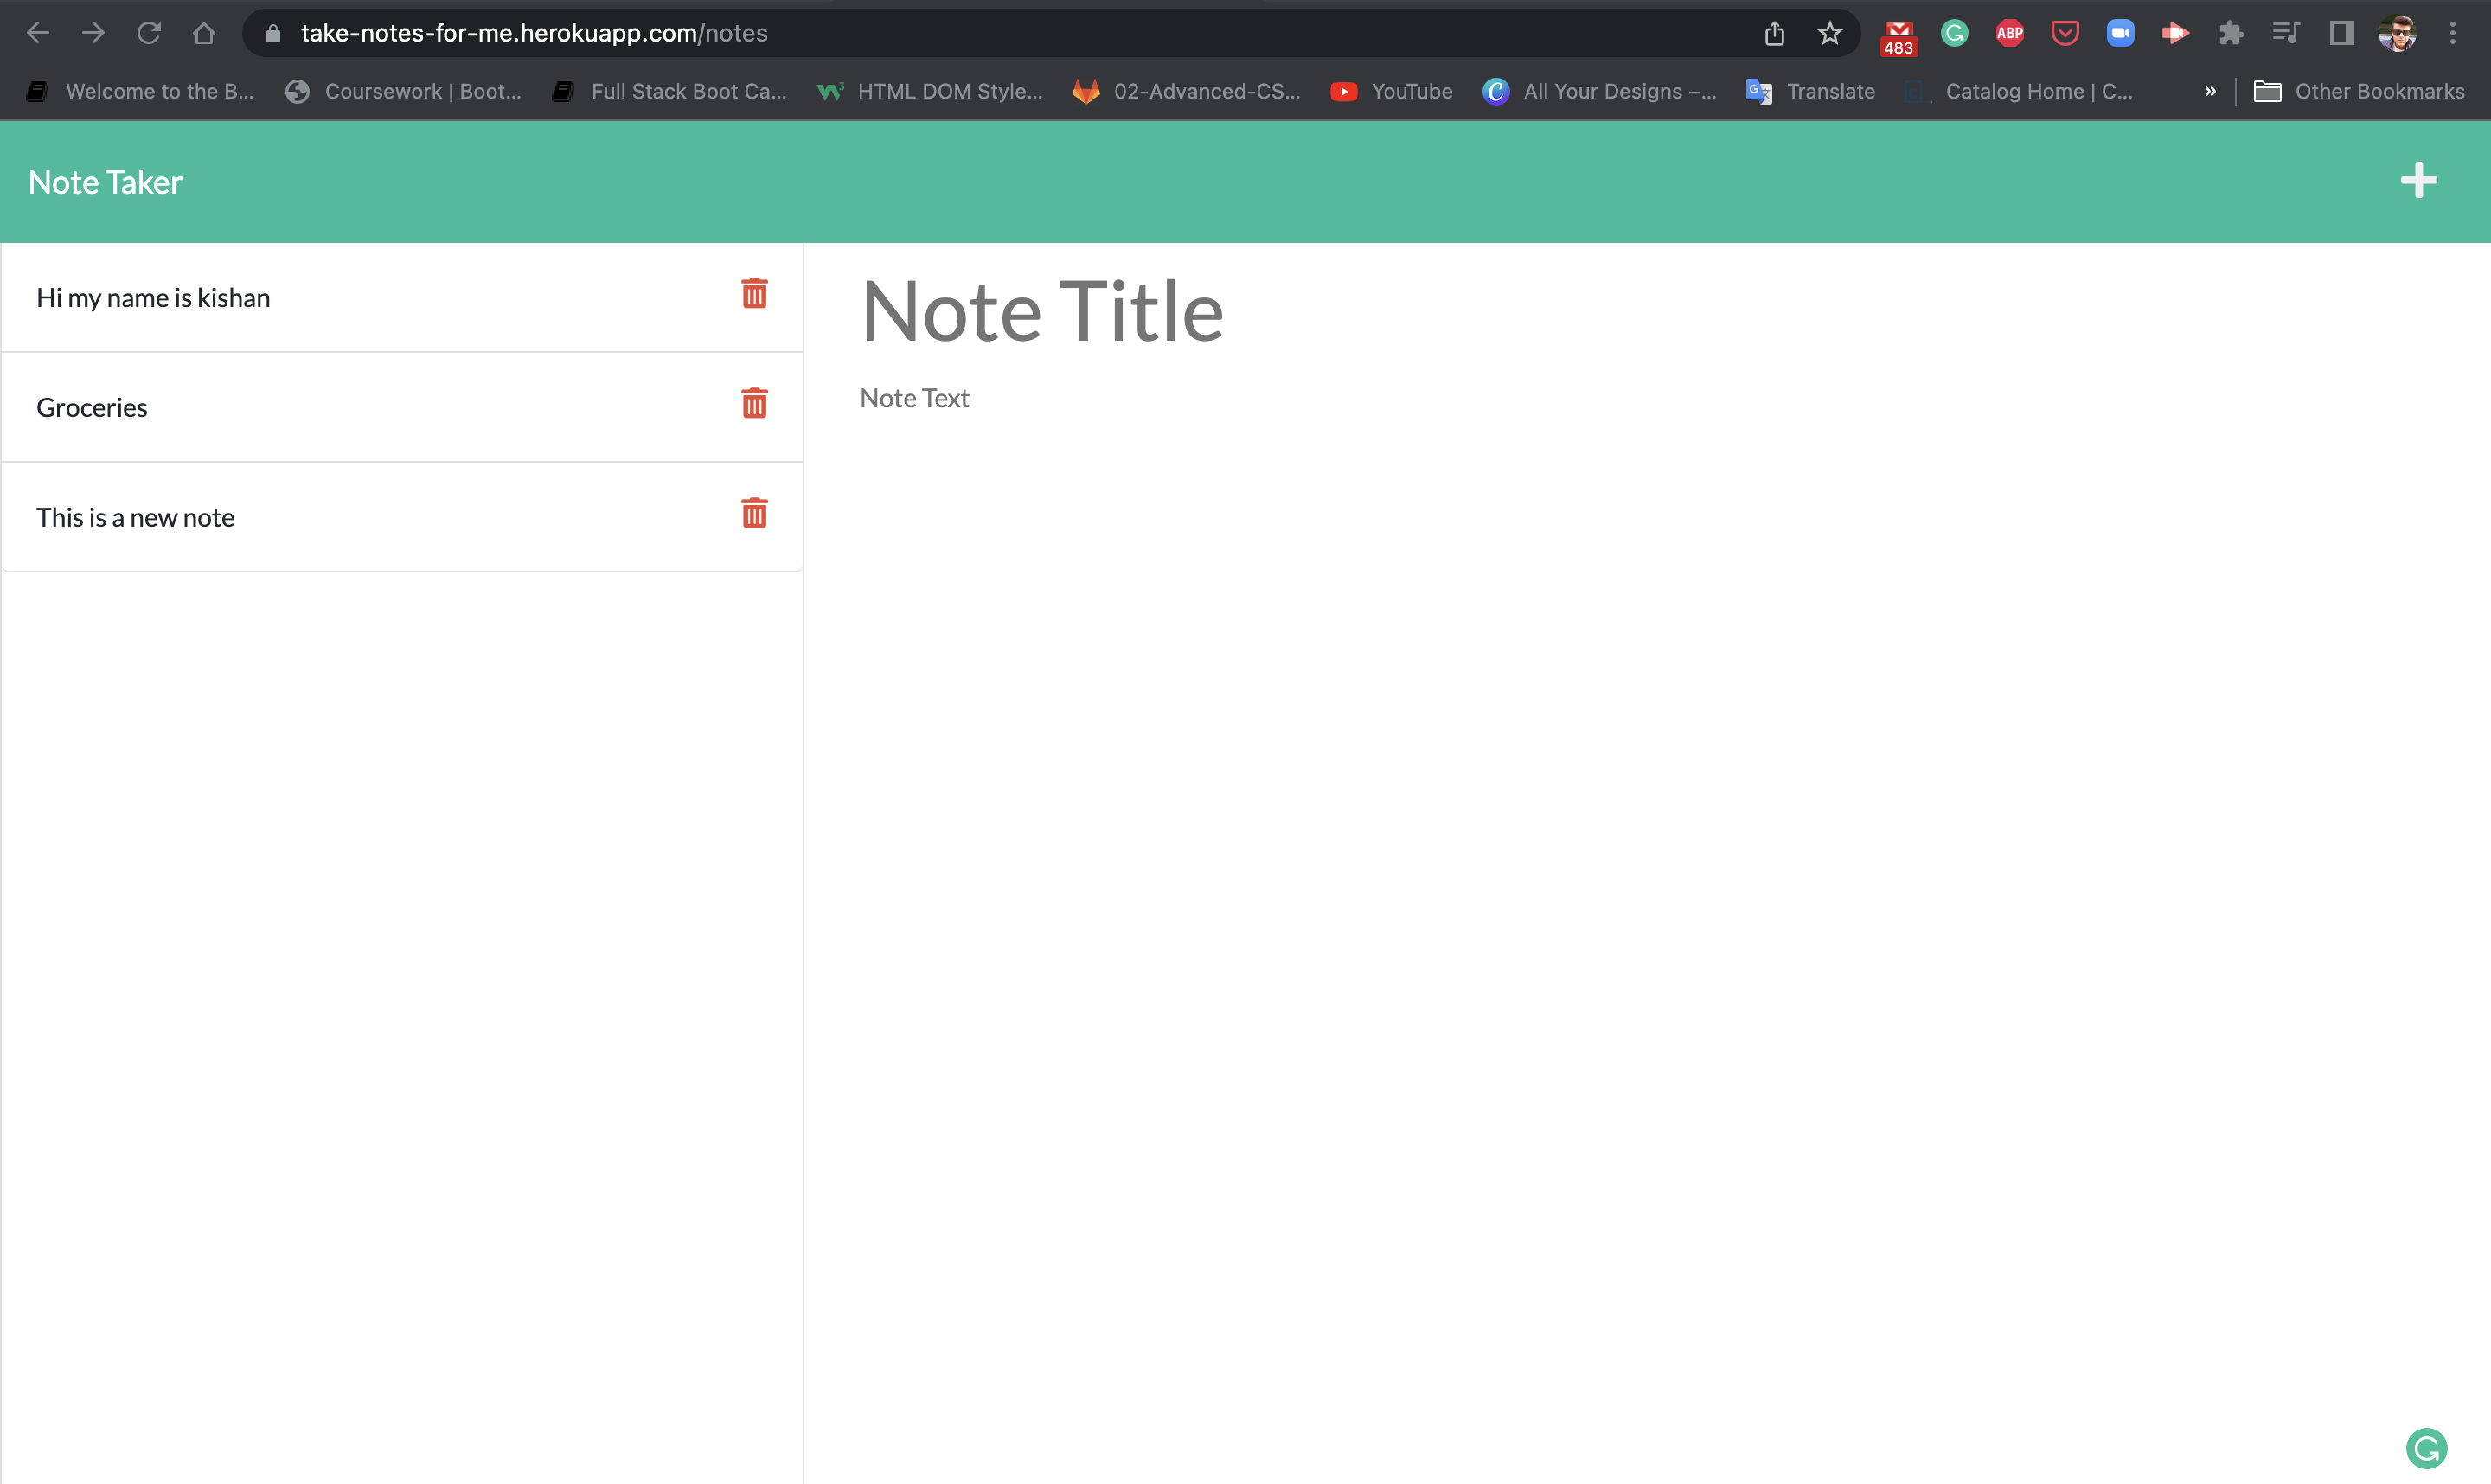 take-notes-for-me.herokuapp.com/notes
483
ABP
Welcome to the B...
Coursework | Boot...
Full Stack Boot Ca...
HTML DOM Style...
02-Advanced-CS...
YouTube
All Your Designs –...
Translate
Catalog Home | C...
»
Other Bookmarks
Note Taker
Hi my name is kishan
Groceries
This is a new note
Note Title
Note Text